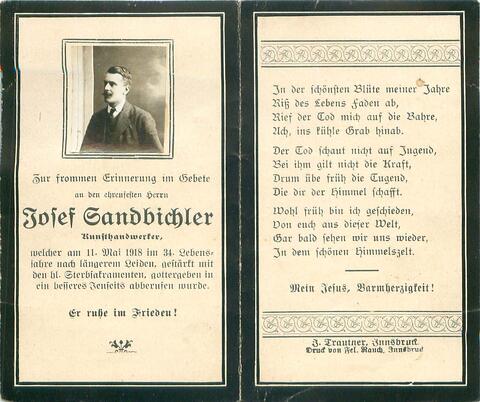 Zur frommen Erinnerung im Gebete
an den ehrenfesten Herrn
Josef Sandbichler
Kunsthandwerker,
welcher am 11. Mai 1918 im 34. Lebens-
jahre nach längerem Leiden, gestärkt mit
den hl. Sterbsakramenten, gottergeben in
ein besseres Jenseits abberufen wurde.
Er ruhe im Frieden!
In der schönsten Blüte meiner Jahre
Riß des Lebens Faden ab,
Rief der Tod mich auf die Bahre,
Ach, ins kühle Grab hinab.
Der Tod schaut nicht auf Jugend,
Bei ihm gilt nicht die Kraft,
Drum übe früh die Tugend,
Die dir der Himmel schafft.
Wohl früh bin ich geschieden,
Von euch aus dieser Welt,
Gar bald sehen wir uns wieder,
In dem schönen Himmelszelt.
Mein Jesus, Barmherzigkeit!
J. Trautner, Innsbruck.
Druck von Fel. Rauch, Innsbruck